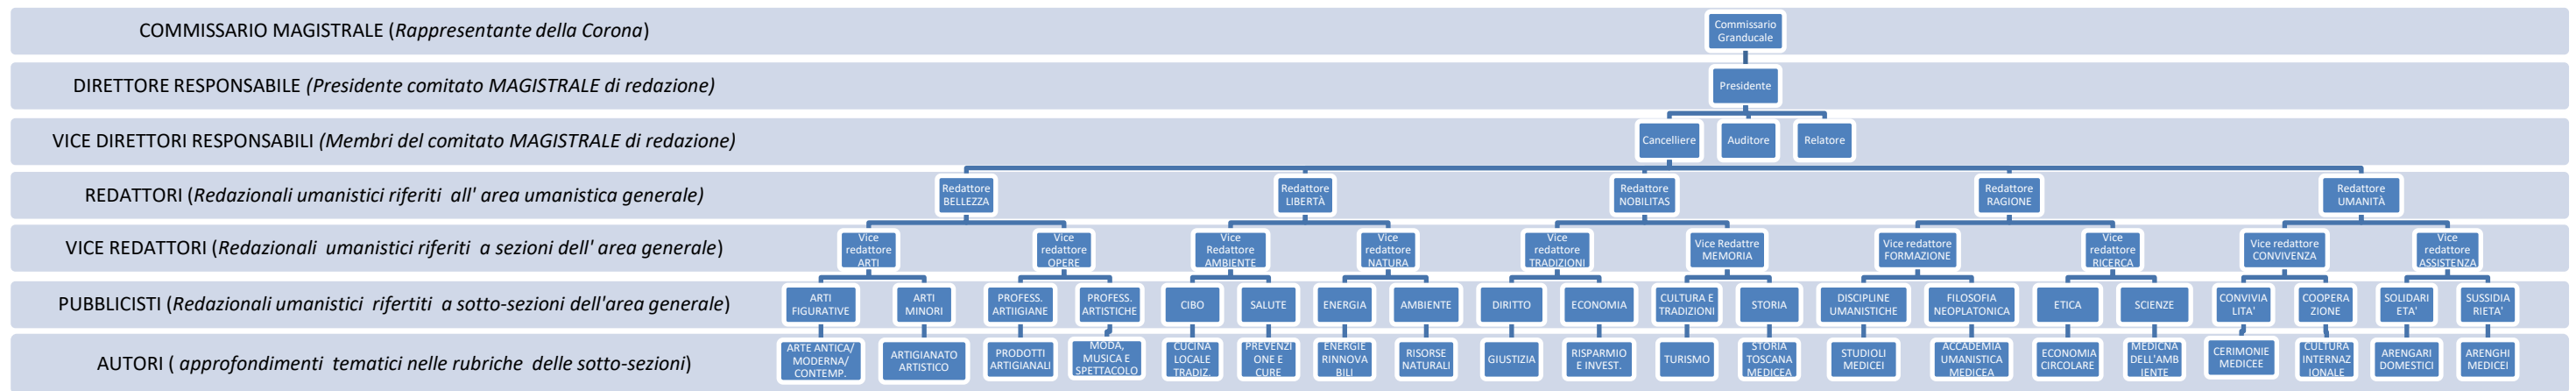 COMMISSARIO MAGISTRALE (Rappresentante della Corona)
Commissario
Granducale
DIRETTORE RESPONSABILE (Presidente comitato MAGISTRALE di redazione)
Presidente
VICE DIRETTORI RESPONSABILI (Membri del comitato MAGISTRALE di redazione)
Cancelliere
Auditore
Relatore
REDATTORI (Redazionali umanistici riferiti all' area umanistica generale)
Redattore
BELLEZZA
Redattore
LIBERTÀ
Redattore
NOBILITAS
Redattore
RAGIONE
Redattore
UMANITÀ
VICE REDATTORI (Redazionali umanistici riferiti a sezioni dell' area generale)
Vice
redattore
ARTI
Vice
redattore
OPERE
Vice
Redattore
AMBIENTE
Vice
redattore
NATURA
Vice
redattore
TRADIZIONI
Vice Redattre
MEMORIA
Vice redattore
FORMAZIONE
Vice
redattore
RICERCA
Vice redattore
CONVIVENZA
Vice
redattore
ASSISTENZA
PUBBLICISTI (Redazionali umanistici rifertiti a sotto-sezioni dell'area generale)
ARTI
FIGURATIVE
ARTI
MINORI
PROFESS.
ARTIIGIANE
PROFESS.
ARTISTICHE
CIBO
SALUTE
ENERGIA
AMBIENTE
DIRITTO
ECONOMIA
CULTURA E
TRADIZIONI
STORIA
DISCIPLINE
UMANISTICHE
FILOSOFIA
NEOPLATONICA
ETICA
SCIENZE
CONVIVIA
LITA'
COOPERA
ZIONE
SOLIDARI
ETA'
SUSSIDIA
RIETA'
AUTORI ( approfondimenti tematici nelle rubriche delle sotto-sezioni)
ARTE ANTICA/
MODERNA/
CONTEMP.
ARTIGIANATO
ARTISTICO
PRODOTTI
ARTIGIANALI
MODA,
MUSICA E
SPETTACOLO
CUCINA
LOCALE
TRADIZ.
PREVENZI
ONE E
CURE
ENERGIE
RINNOVA
BILI
RISORSE
NATURALI
GIUSTIZIA
RISPARMIO
E INVEST.
TURISMO
STORIA
TOSCANA
MEDICEA
STUDIOLI
MEDICEI
ACCADEMIA
UMANISTICA
MEDICEA
ECONOMIA
CIRCOLARE
MEDICNA
DELL'AMB
IENTE
CERIMONIE
MEDICEE
CULTURA
INTERNAZ
IONALE
ARENGARI
DOMESTICI
ARENGHI
MEDICEI